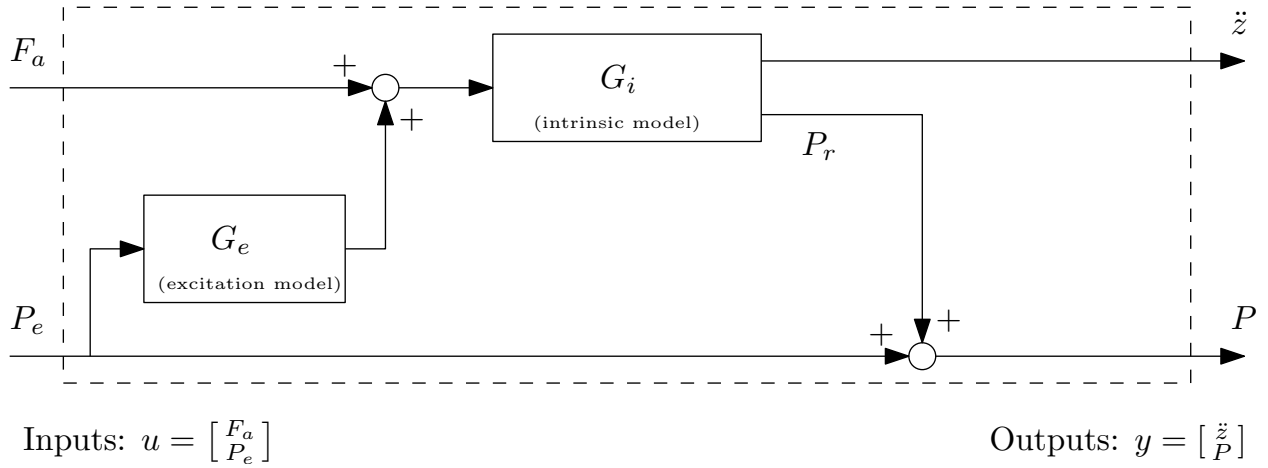 F_a
z̈
+
G_i
(intrinsic model)
+
P_r
G_e
(excitation model)
P_e
+
+
P
Inputs: u = [F_a P_e]
Outputs: y = [z̈ P]